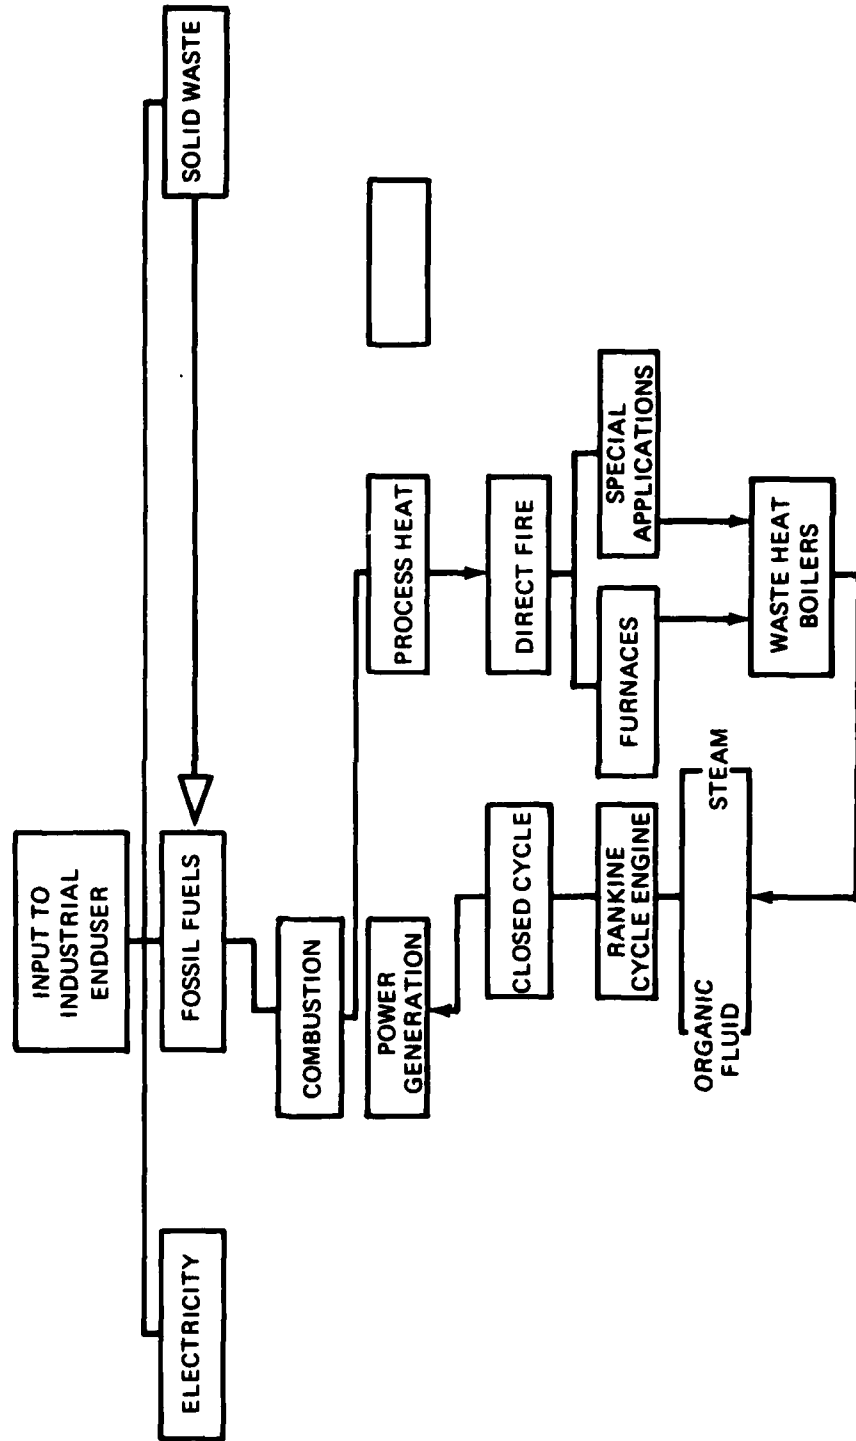 INPUT TO
INDUSTRIAL
ENDUSER
ELECTRICITY
FOSSIL FUELS
SOLID WASTE
COMBUSTION
POWER
GENERATION
PROCESS HEAT
CLOSED CYCLE
DIRECT FIRE
RANKINE
CYCLE ENGINE
FURNACES
SPECIAL
APPLICATIONS
ORGANIC
FLUID
STEAM
WASTE HEAT
BOILERS